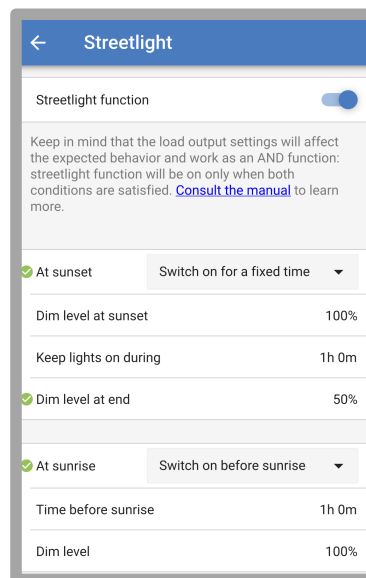 Streetlight
Streetlight function
Keep in mind that the load output settings will affect
the expected behavior and work as an AND function:
streetlight function will be on only when both
conditions are satisfied. Consult the manual to learn
more.
At sunset Switch on for a fixed time
Dim level at sunset 100%
Keep lights on during 1h 0m
Dim level at end 50%
At sunrise Switch on before sunrise
Time before sunrise 1h 0m
Dim level 100%